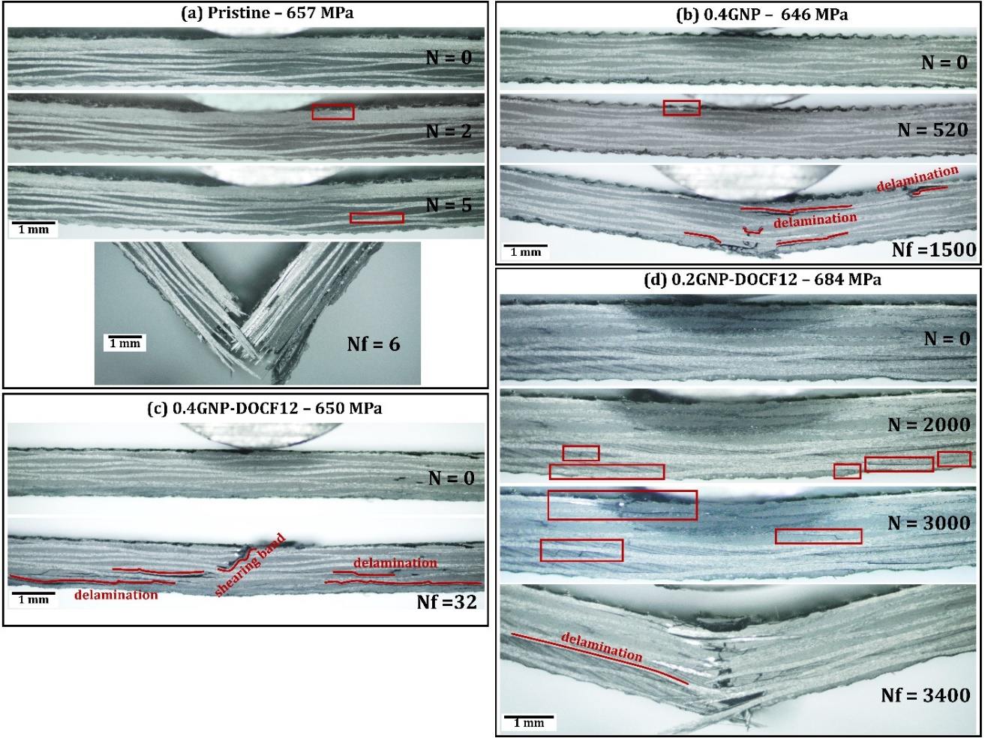 (a) Pristine – 657 MPa
N = 0
N = 2
N = 5
1 mm
1 mm
Nf = 6
(b) 0.4GNP – 646 MPa
N = 0
N = 520
delamination
delamination
1 mm
Nf =1500
(c) 0.4GNP-DOCF12 – 650 MPa
N = 0
shearing band
delamination
delamination
1 mm
Nf =32
(d) 0.2GNP-DOCF12 – 684 MPa
N = 0
N = 2000
N = 3000
delamination
Nf = 3400
1 mm